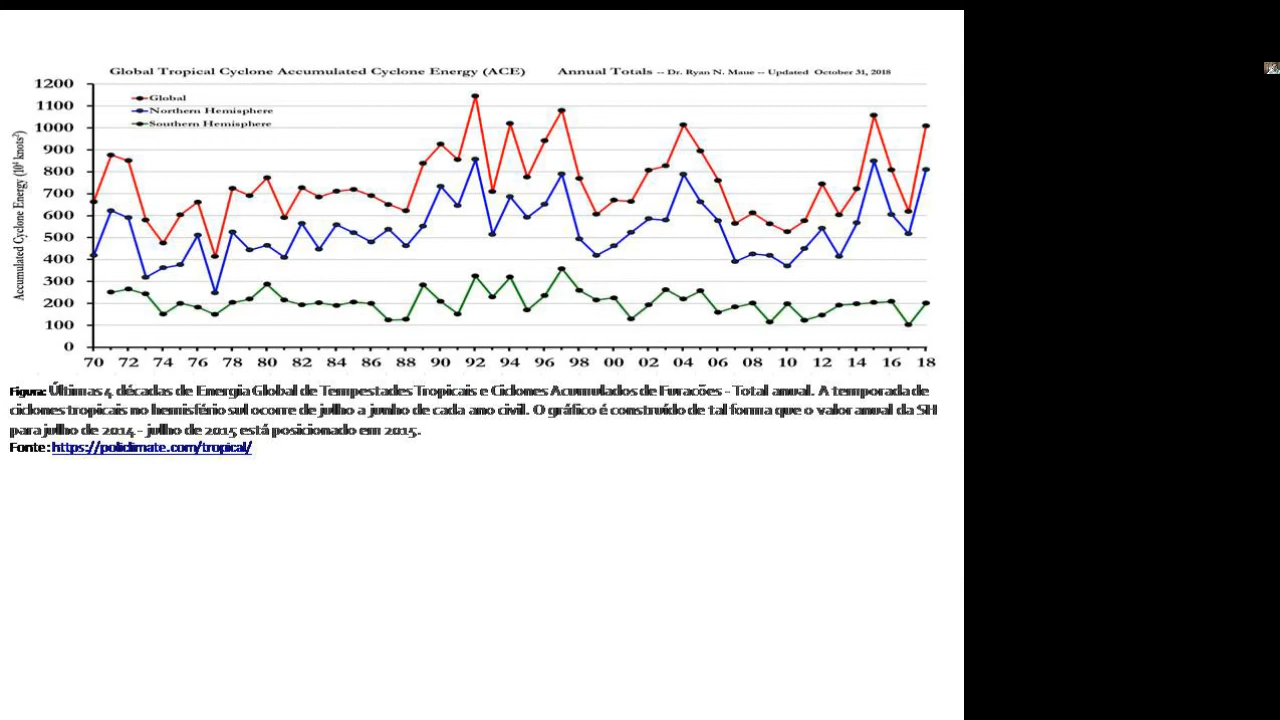 Global Tropical Cyclone Accumulated Cyclone Energy (ACE) Annual Totals -- Dr. Ryan N. Maue -- Updated October 31, 2018
Accumulated Cyclone Energy (10⁴ knots²)
1200
1100
1000
900
800
700
600
500
400
300
200
100
0
Global
Northern Hemisphere
Southern Hemisphere
70 72 74 76 78 80 82 84 86 88 90 92 94 96 98 00 02 04 06 08 10 12 14 16 18
Figura: Últimas 4 décadas de Energia Global de Tempestades Tropicais e Ciclones Acumulados de Furacões - Total anual. A temporada de
ciclones tropicais no hemisfério sul ocorre de julho a junho de cada ano civil. O gráfico é construído de tal forma que o valor anual da SH
para julho de 2014 - julho de 2015 está posicionado em 2015.
Fonte: https://policlimate.com/tropical/